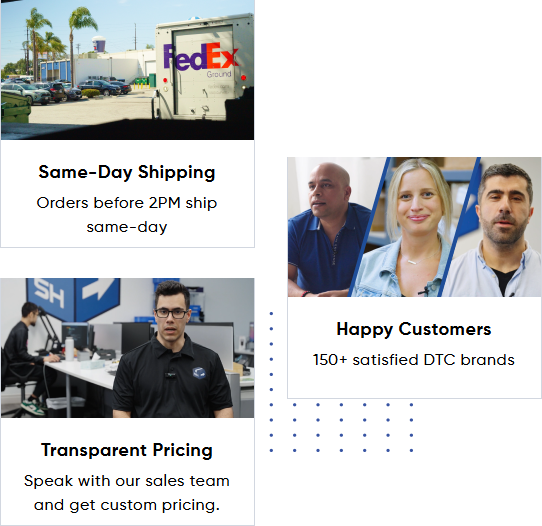 FedEx
Ground
Same-Day Shipping
Orders before 2PM ship
same-day
Happy Customers
150+ satisfied DTC brands
SH
Transparent Pricing
Speak with our sales team
and get custom pricing.